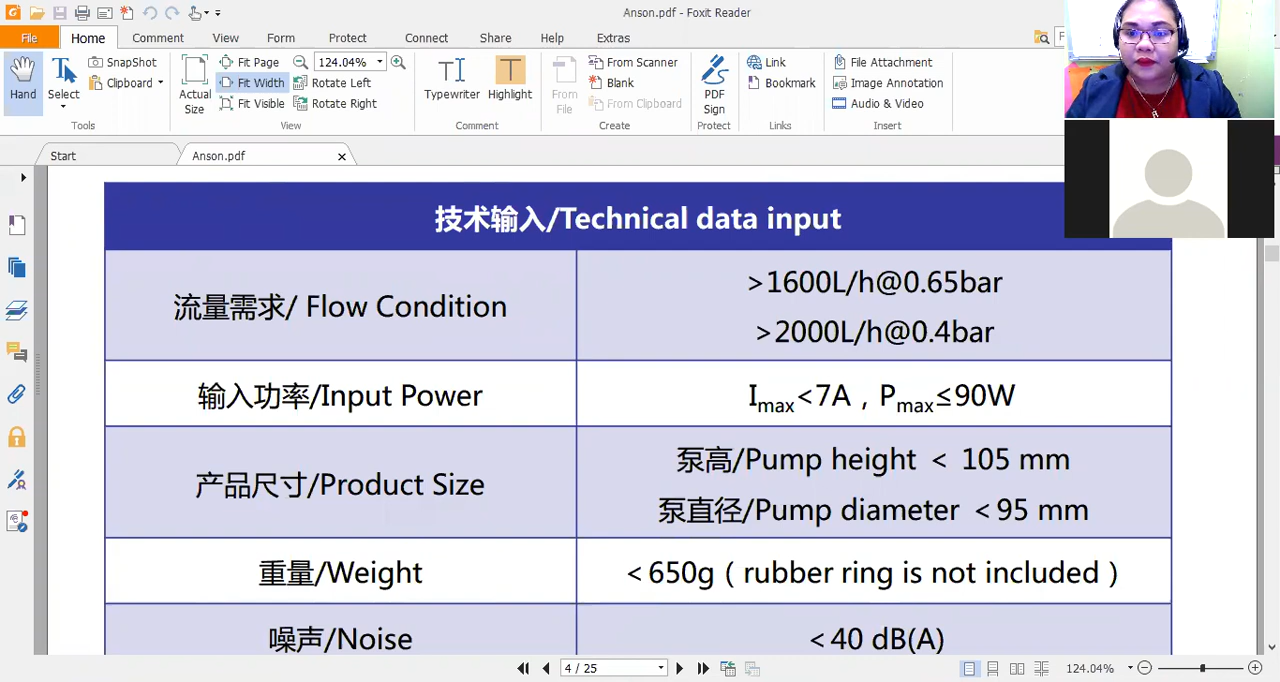 Anson.pdf - Foxit Reader
File
Home
Comment
View
Form
Protect
Connect
Share
Help
Extras
Hand
Select
SnapShot
Clipboard
Tools
Actual Size
Fit Page
Fit Width
Fit Visible
124.04%
Rotate Left
Rotate Right
View
Typewriter
Highlight
Comment
From File
From Scanner
Blank
From Clipboard
Create
PDF Sign
Protect
Link
Bookmark
Links
File Attachment
Image Annotation
Audio & Video
Insert
Start
Anson.pdf
技术输入/Technical data input
流量需求/ Flow Condition
>1600L/h@0.65bar
>2000L/h@0.4bar
输入功率/Input Power
Imax<7A，Pmax≤90W
产品尺寸/Product Size
泵高/Pump height ＜ 105 mm
泵直径/Pump diameter ＜95 mm
重量/Weight
＜650g（rubber ring is not included）
噪声/Noise
＜40 dB(A)
4 / 25
124.04%